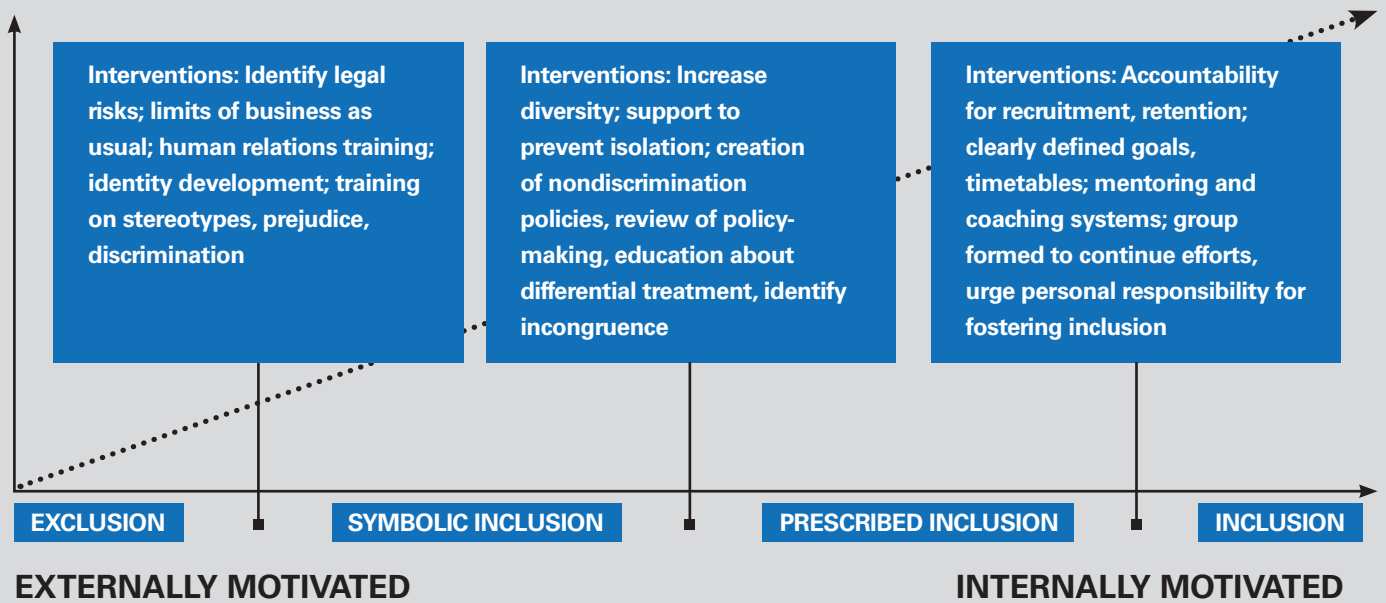 Interventions: Identify legal
risks; limits of business as
usual; human relations training;
identity development; training
on stereotypes, prejudice,
discrimination
Interventions: Increase
diversity; support to
prevent isolation; creation
of nondiscrimination
policies, review of policy-
making, education about
differential treatment, identify
incongruence
Interventions: Accountability
for recruitment, retention;
clearly defined goals,
timetables; mentoring and
coaching systems; group
formed to continue efforts,
urge personal responsibility for
fostering inclusion
EXCLUSION
SYMBOLIC INCLUSION
PRESCRIBED INCLUSION
INCLUSION
EXTERNALLY MOTIVATED
INTERNALLY MOTIVATED